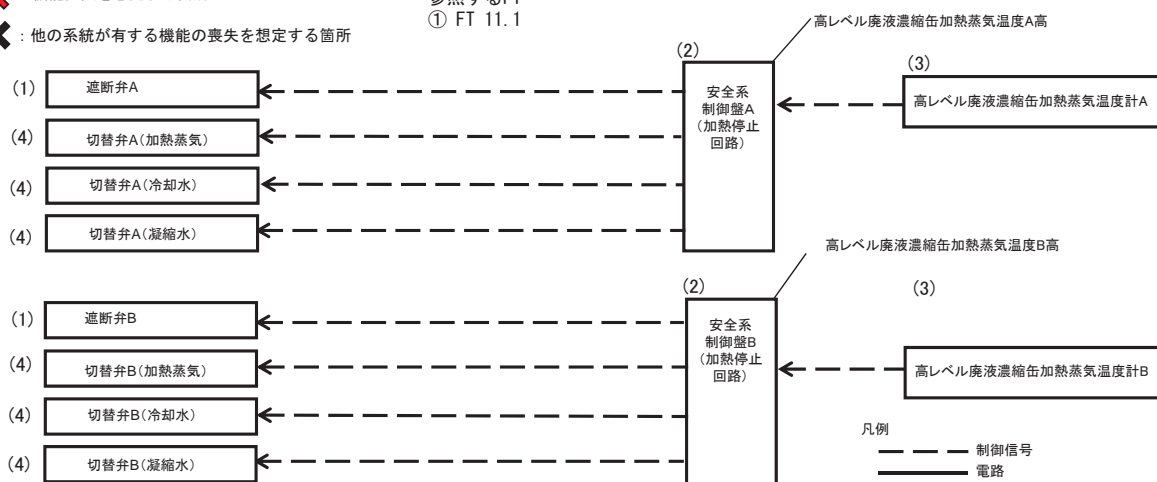 ① FT 11.1
：他の系統が有する機能の喪失を想定する箇所
高レベル廃液濃縮缶加熱蒸気温度A高
(1)
遮断弁A
(4)
切替弁A(加熱蒸気)
(4)
切替弁A(冷却水)
(4)
切替弁A(凝縮水)
(2)
安全系
制御盤A
(加熱停止
回路)
(3)
高レベル廃液濃縮缶加熱蒸気温度計A
高レベル廃液濃縮缶加熱蒸気温度B高
(1)
遮断弁B
(4)
切替弁B(加熱蒸気)
(4)
切替弁B(冷却水)
(4)
切替弁B(凝縮水)
(2)
安全系
制御盤B
(加熱停止
回路)
(3)
高レベル廃液濃縮缶加熱蒸気温度計B
凡例
制御信号
電路